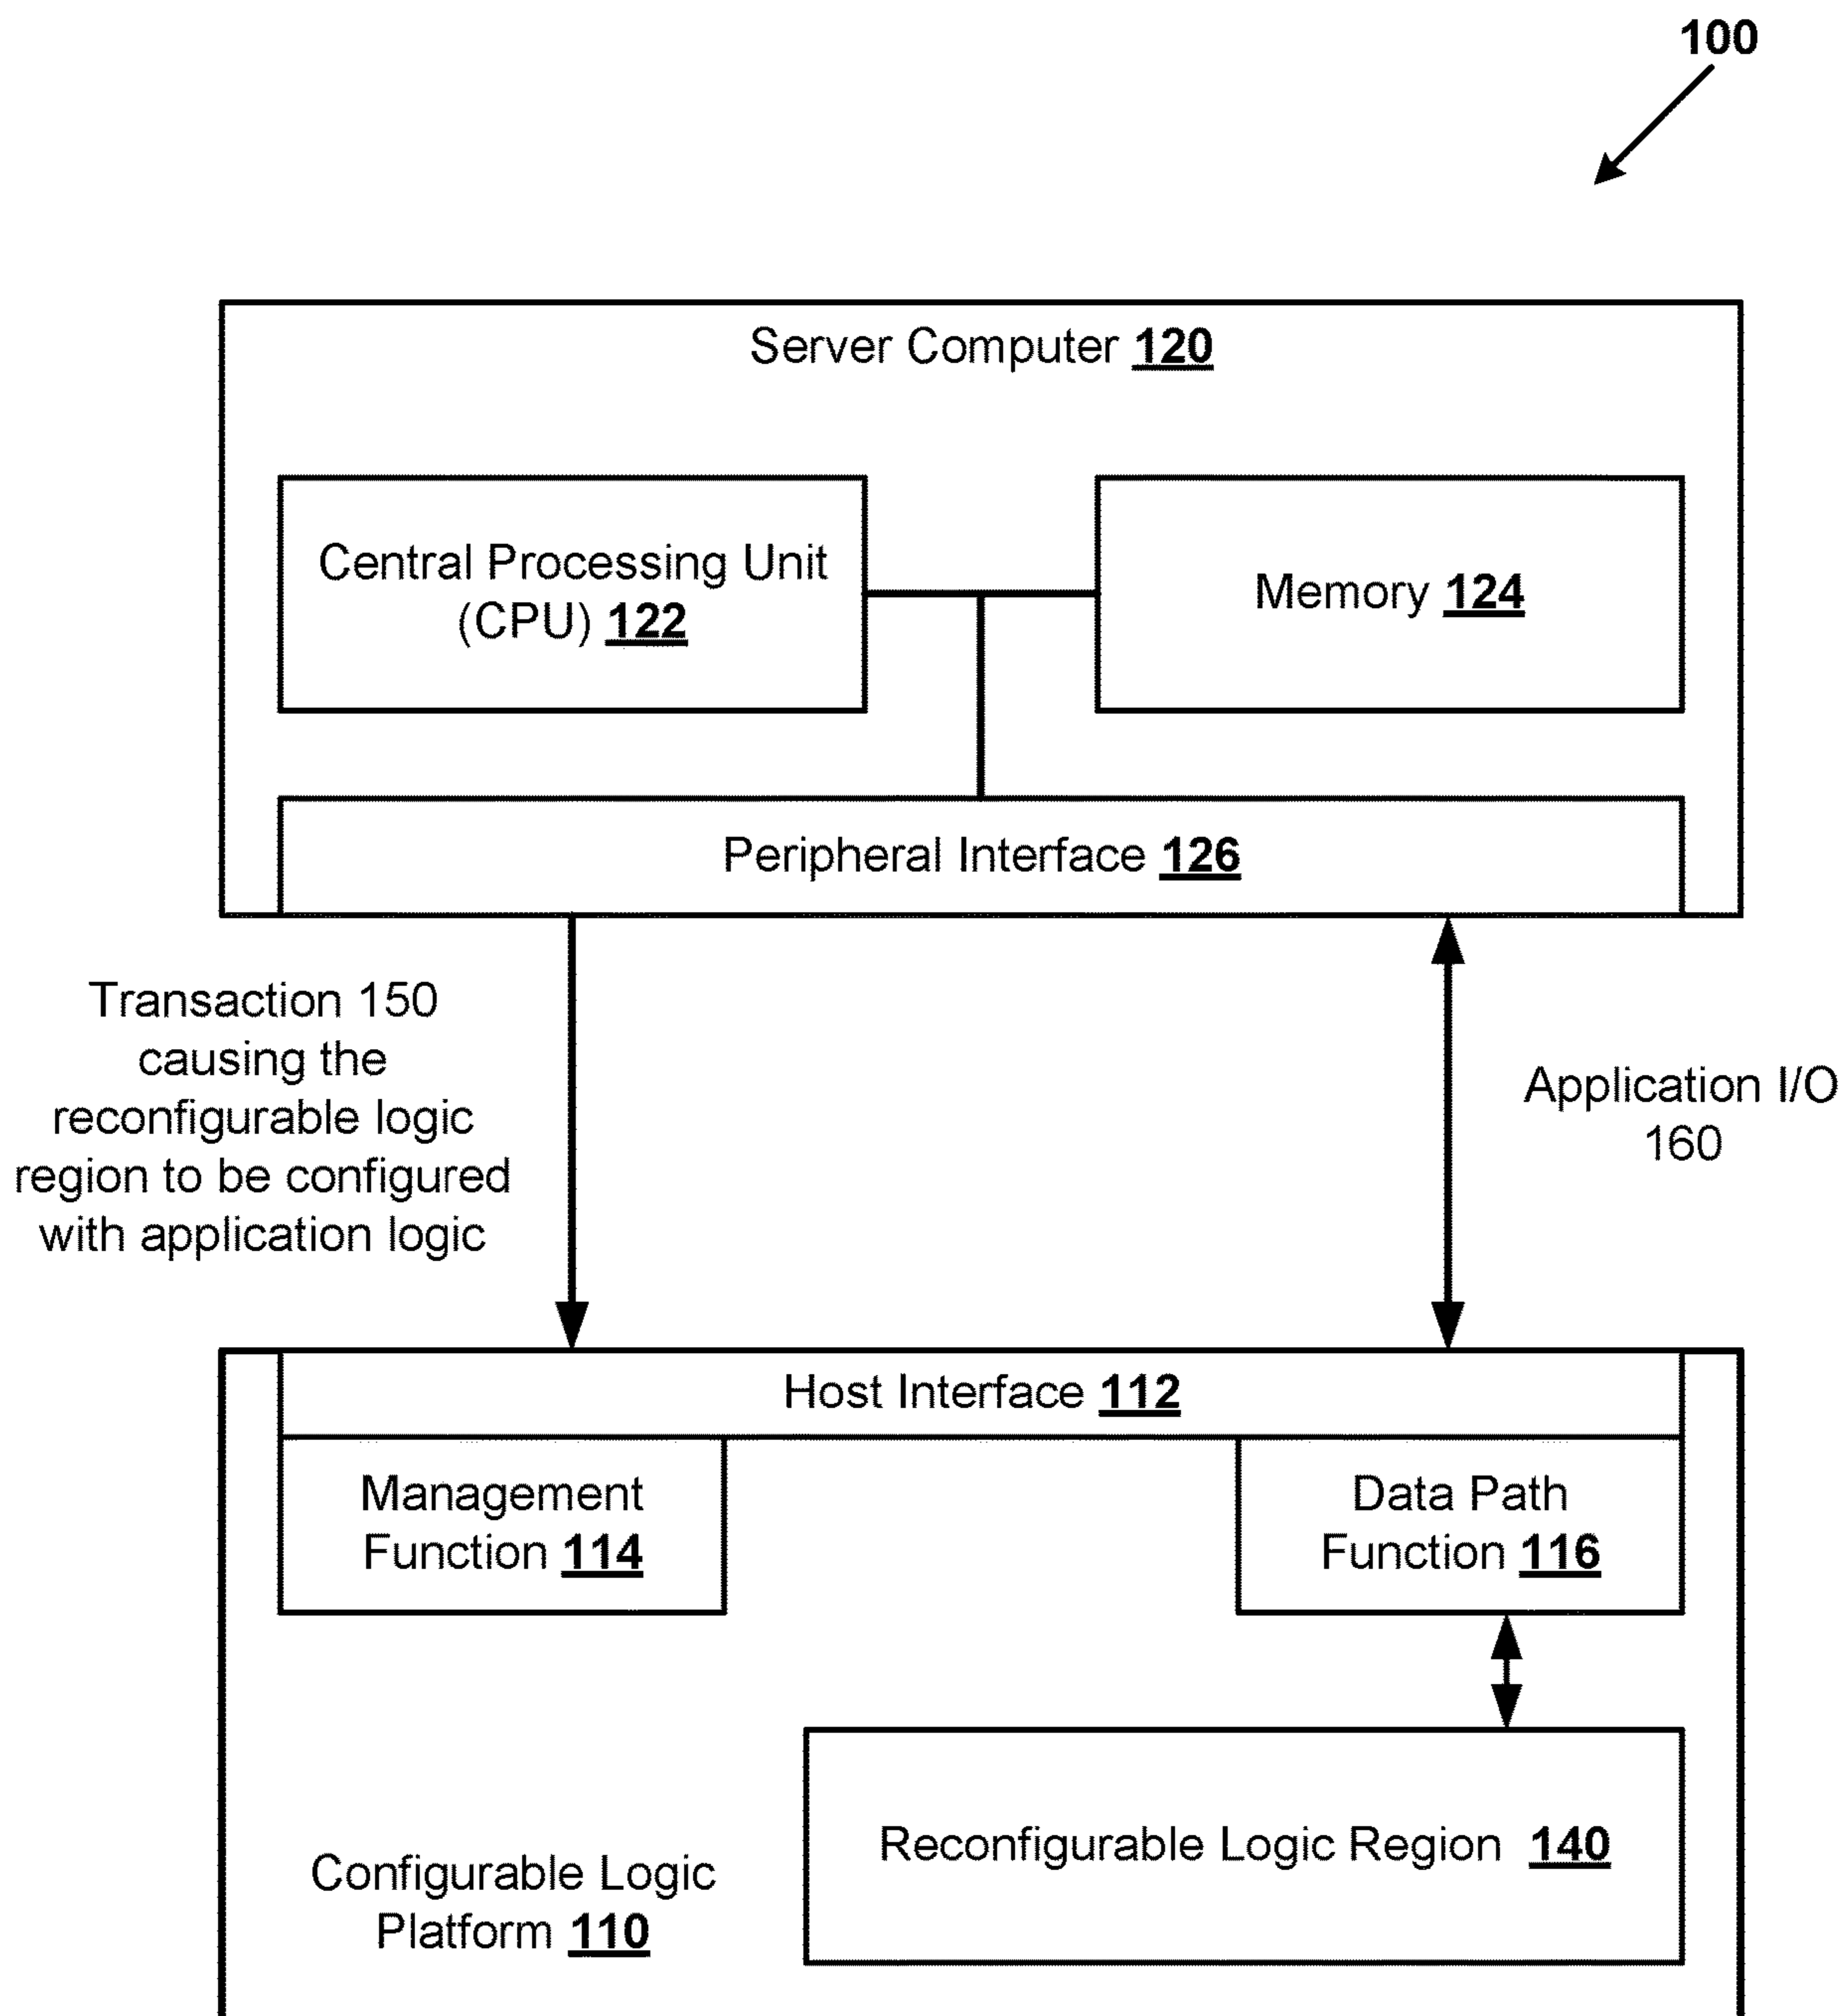 100
Server Computer 120
Central Processing Unit
(CPU) 122
Memory 124
Peripheral Interface 126
Transaction 150
causing the
reconfigurable logic
region to be configured
with application logic
Application I/O
160
Host Interface 112
Management
Function 114
Data Path
Function 116
Reconfigurable Logic Region 140
Configurable Logic
Platform 110